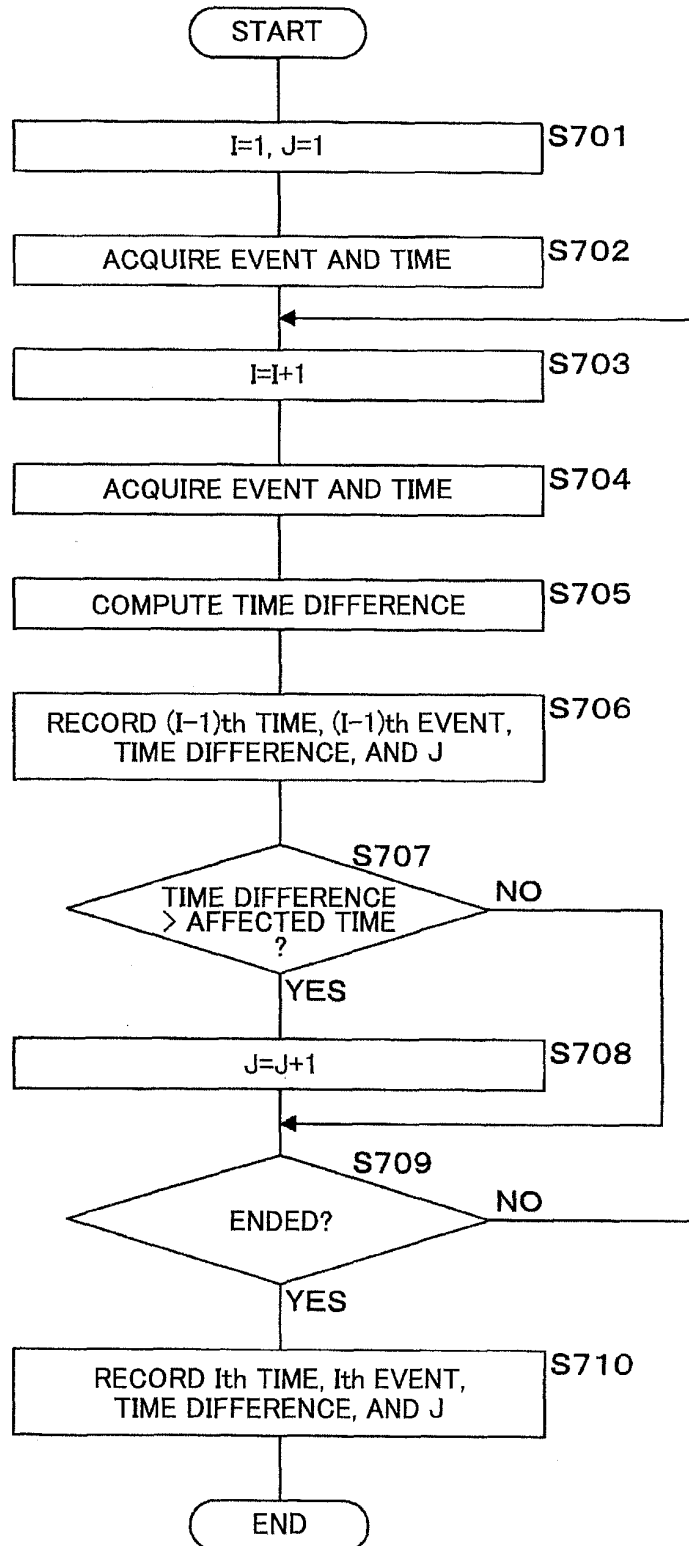 START
S701
I=1, J=1
S702
ACQUIRE EVENT AND TIME
S703
I=I+1
S704
ACQUIRE EVENT AND TIME
S705
COMPUTE TIME DIFFERENCE
S706
RECORD (I-1)th TIME, (I-1)th EVENT,
TIME DIFFERENCE, AND J
S707
TIME DIFFERENCE
> AFFECTED TIME
?
NO
YES
S708
J=J+1
S709
ENDED?
NO
YES
S710
RECORD Ith TIME, Ith EVENT,
TIME DIFFERENCE, AND J
END